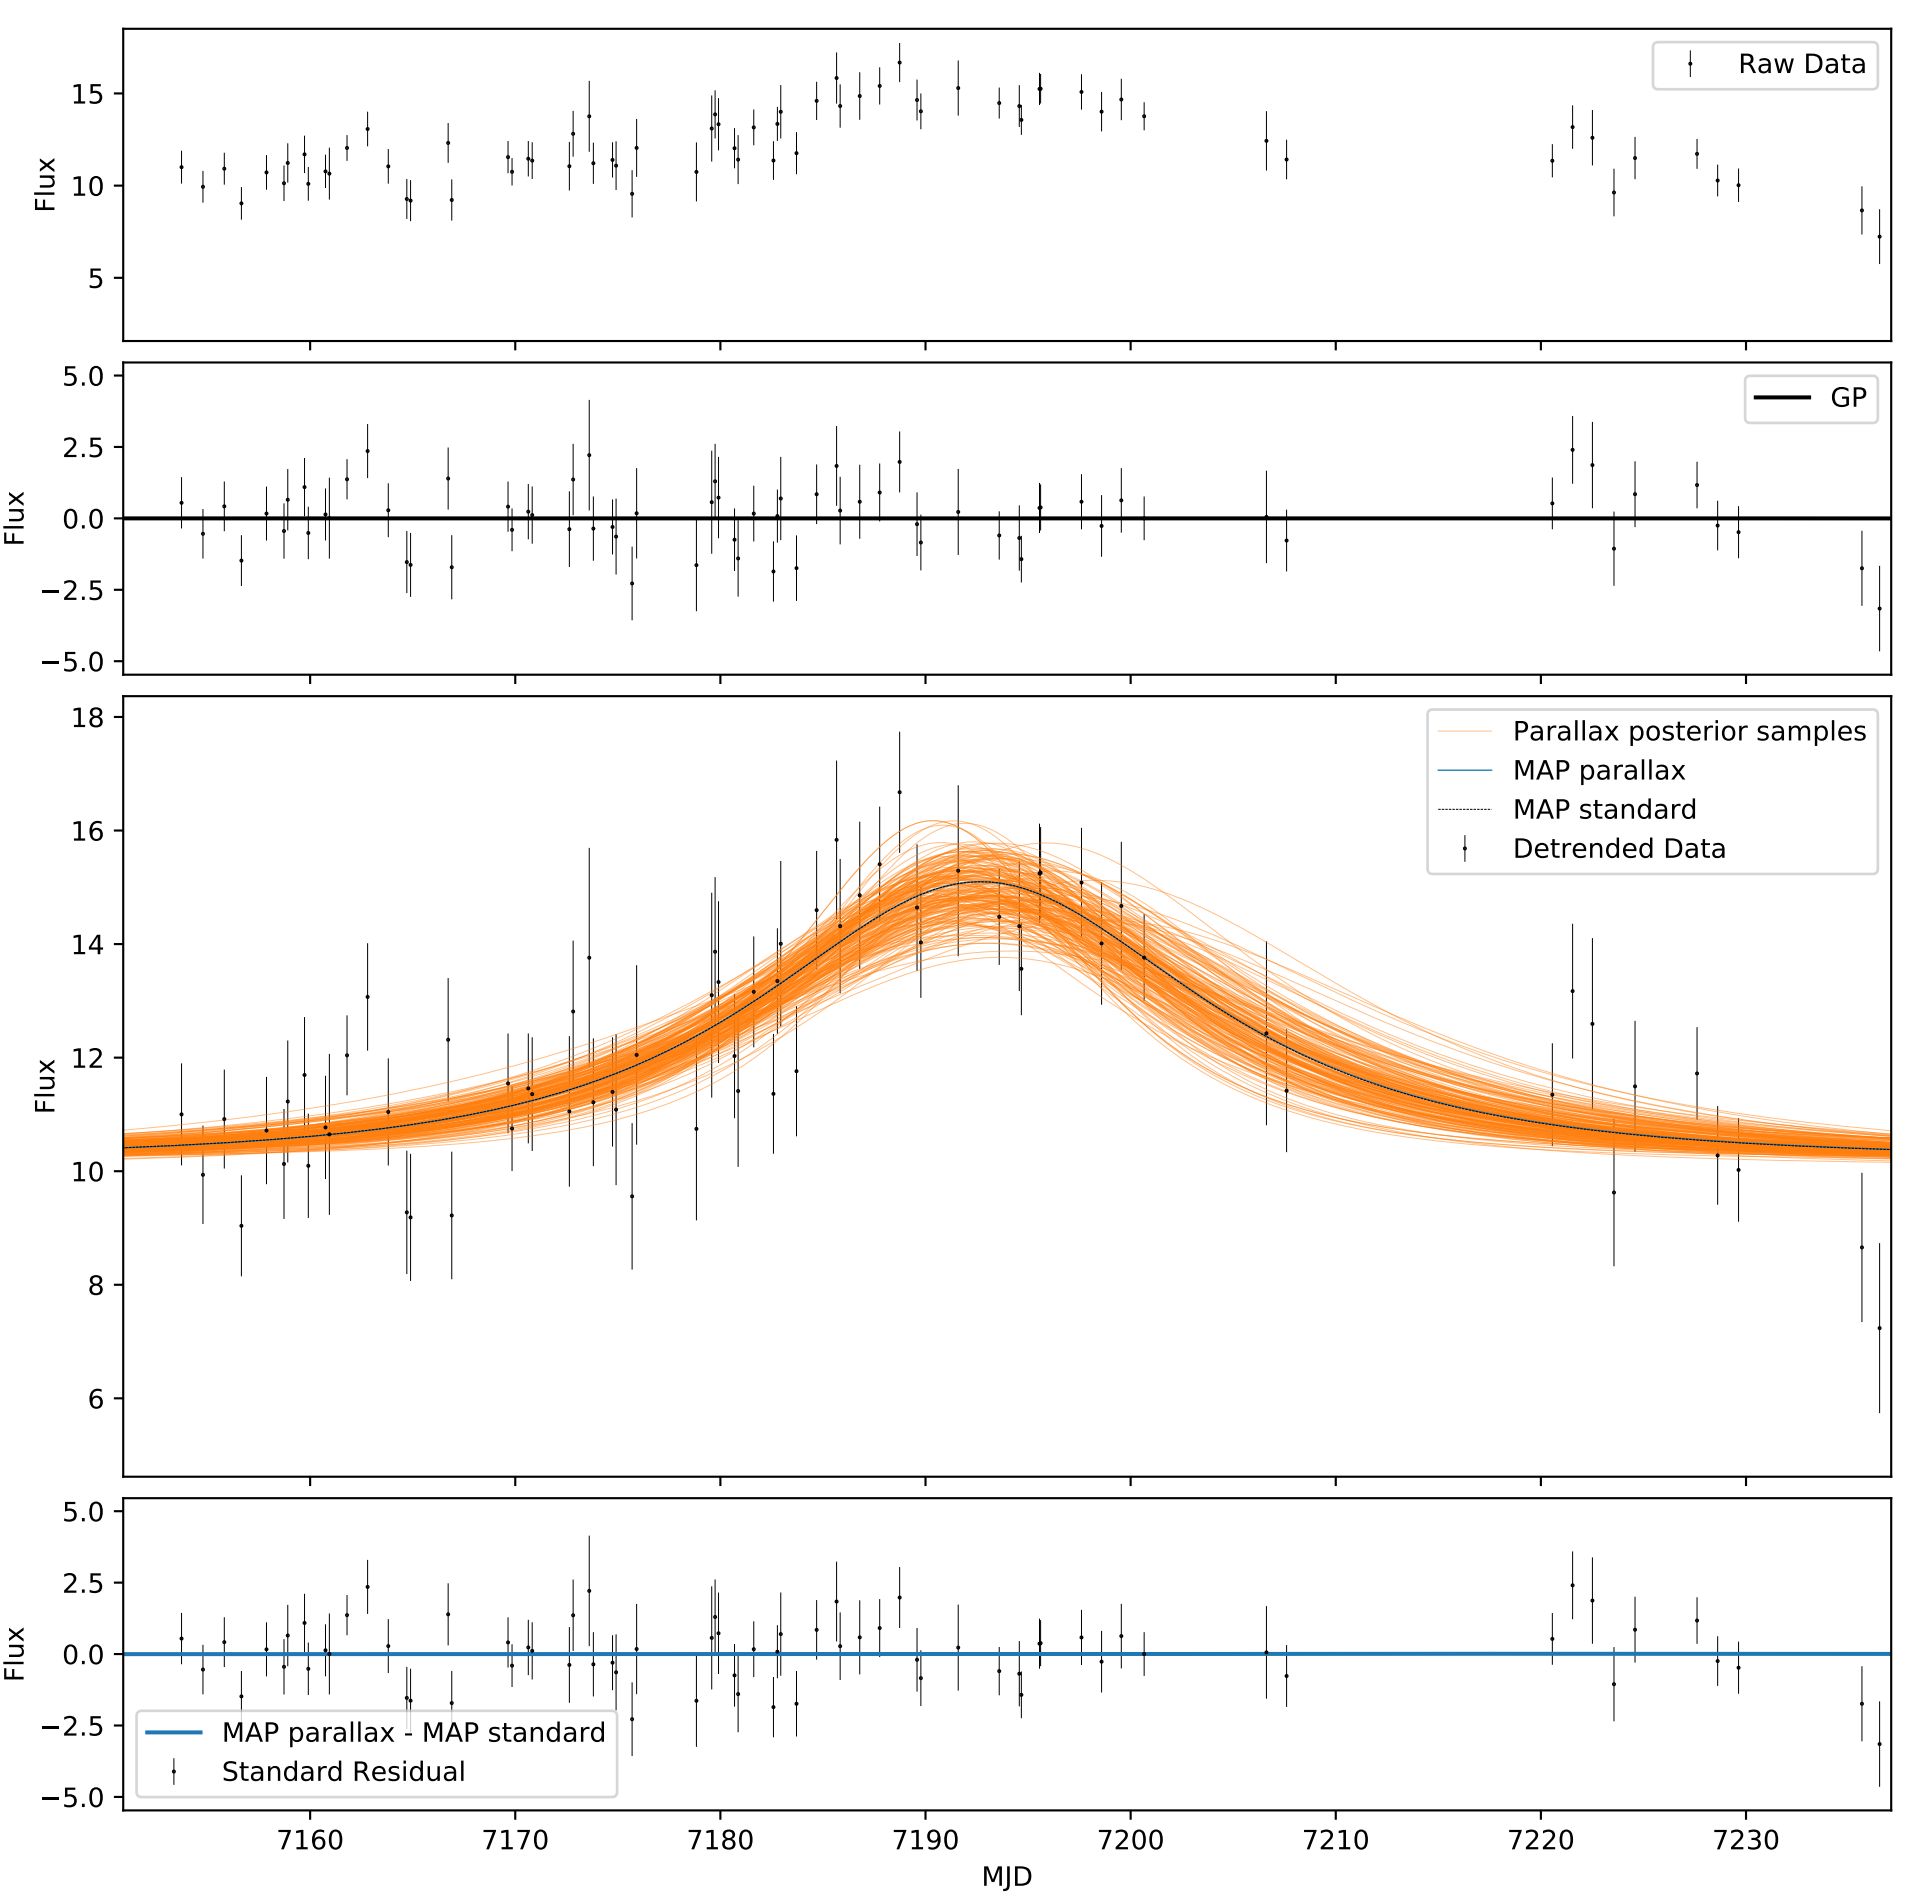 Flux
15
10
5
Raw Data
Flux
5.0
2.5
0.0
−2.5
−5.0
GP
Flux
18
16
14
12
10
8
6
Parallax posterior samples
MAP parallax
MAP standard
Detrended Data
Flux
5.0
2.5
0.0
−2.5
−5.0
MAP parallax - MAP standard
Standard Residual
7160 7170 7180 7190 7200 7210 7220 7230
MJD